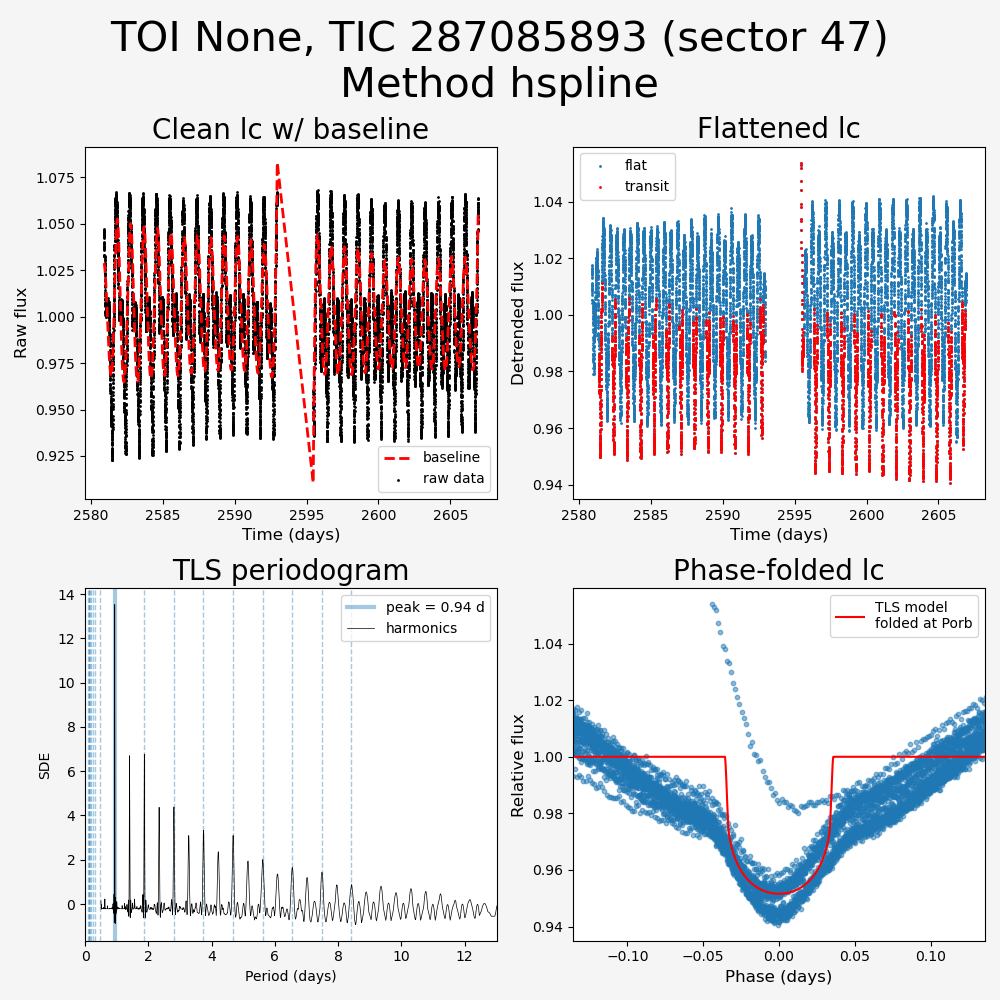 TOI None, TIC 287085893 (sector 47)
Method hspline
Clean lc w/ baseline
1.075
1.050
1.025
1.000
0.975
0.950
0.925
Raw flux
baseline
raw data
2580 2585 2590 2595 2600 2605
Time (days)
Flattened lc
flat
transit
1.04
1.02
1.00
0.98
0.96
0.94
Detrended flux
2580 2585 2590 2595 2600 2605
Time (days)
TLS periodogram
peak = 0.94 d
harmonics
14
12
10
8
6
4
2
0
SDE
0 2 4 6 8 10 12
Period (days)
Phase-folded lc
TLS model
folded at Porb
1.04
1.02
1.00
0.98
0.96
0.94
Relative flux
−0.10 −0.05 0.00 0.05 0.10
Phase (days)